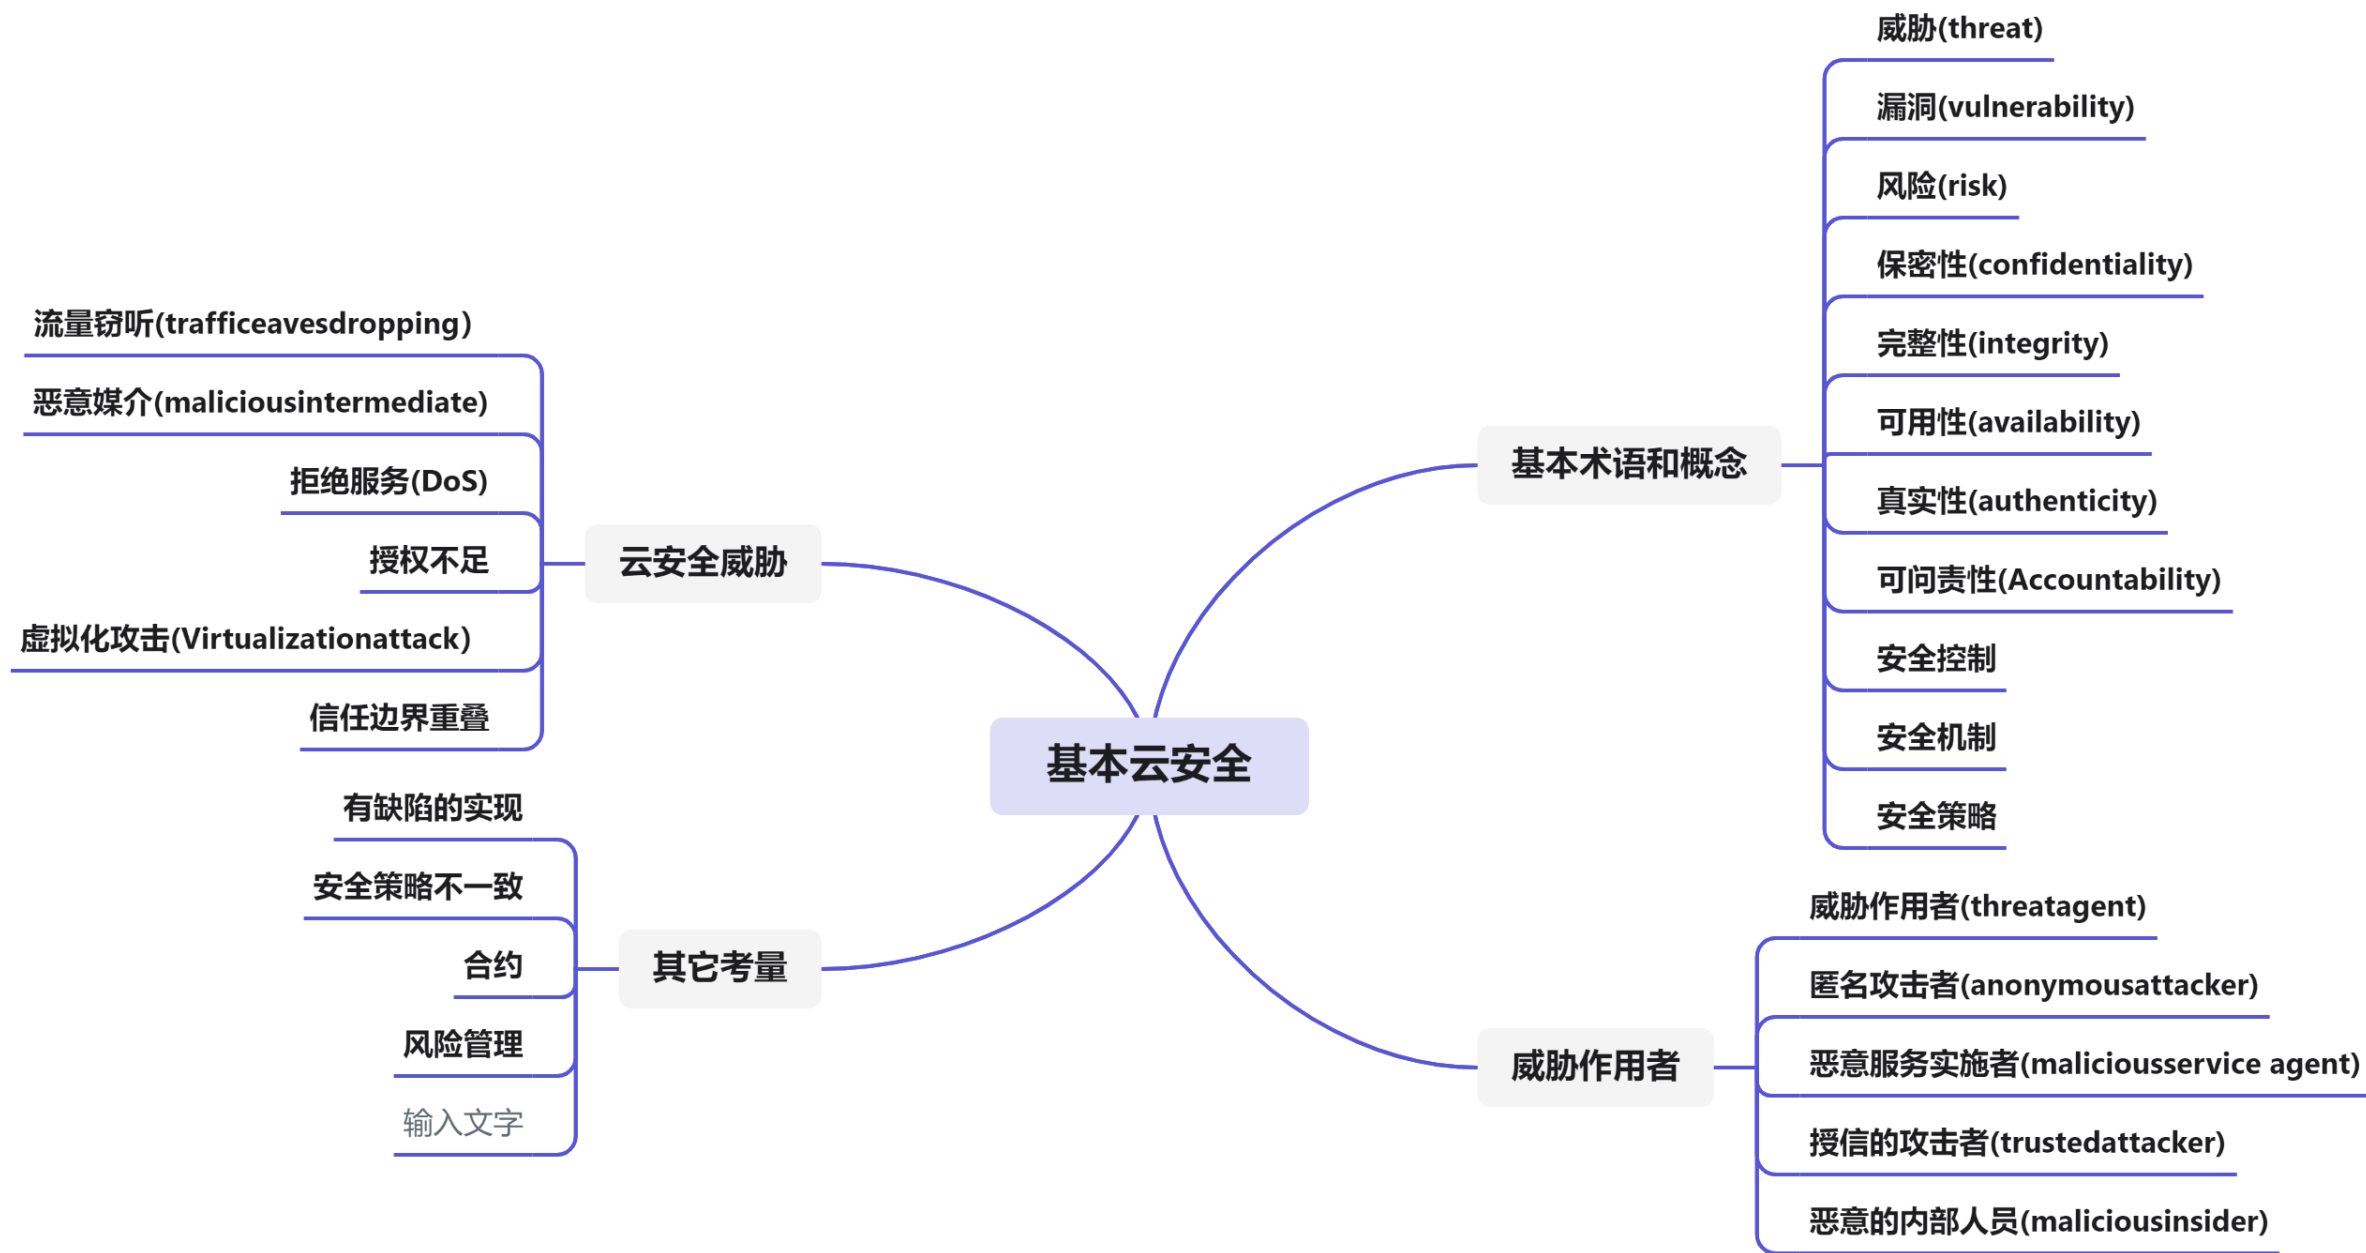 基本云安全
基本术语和概念
威胁(threat)
漏洞(vulnerability)
风险(risk)
保密性(confidentiality)
完整性(integrity)
可用性(availability)
真实性(authenticity)
可问责性(Accountability)
安全控制
安全机制
安全策略
威胁作用者
威胁作用者(threatagent)
匿名攻击者(anonymousattacker)
恶意服务实施者(maliciousservice agent)
授信的攻击者(trustedattacker)
恶意的内部人员(maliciousinsider)
云安全威胁
流量窃听(trafficeavesdropping）
恶意媒介(maliciousintermediate)
拒绝服务(DoS)
授权不足
虚拟化攻击(Virtualizationattack）
信任边界重叠
其它考量
有缺陷的实现
安全策略不一致
合约
风险管理
输入文字